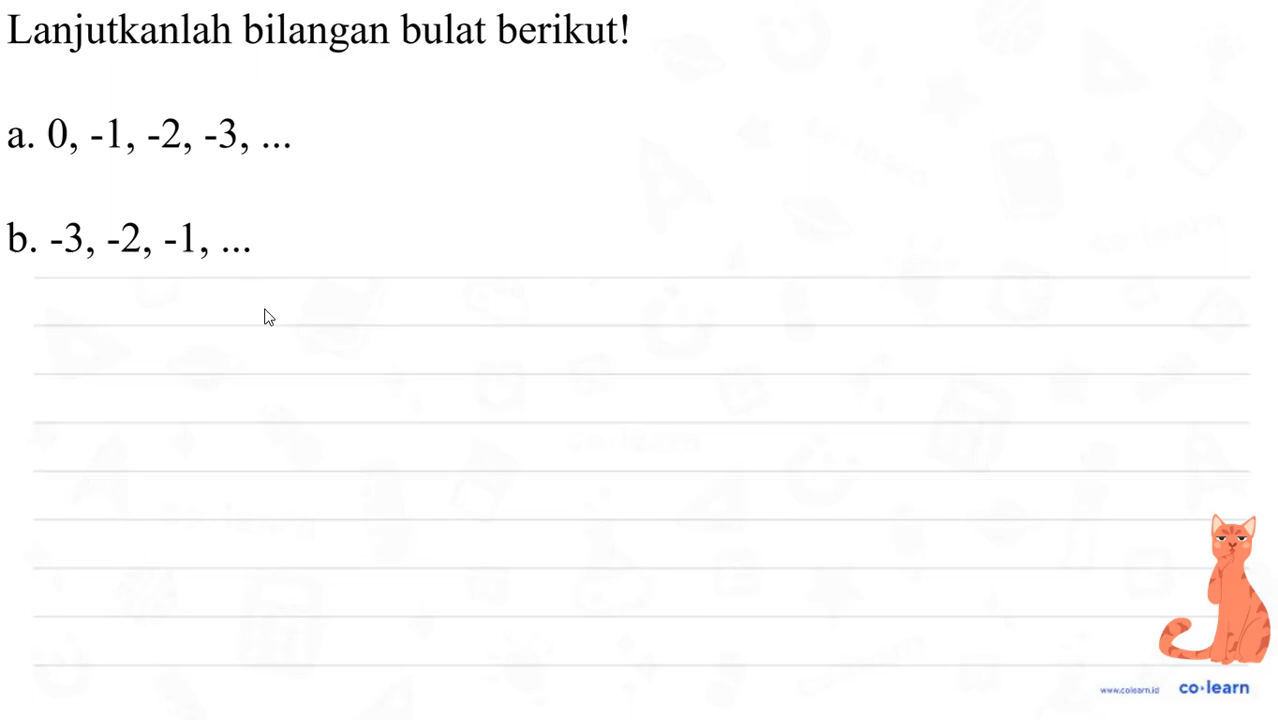 Lanjutkanlah bilangan bulat berikut!
a. 0, -1, -2, -3, ...
b. -3, -2, -1, ...
www.colearn.id co·learn